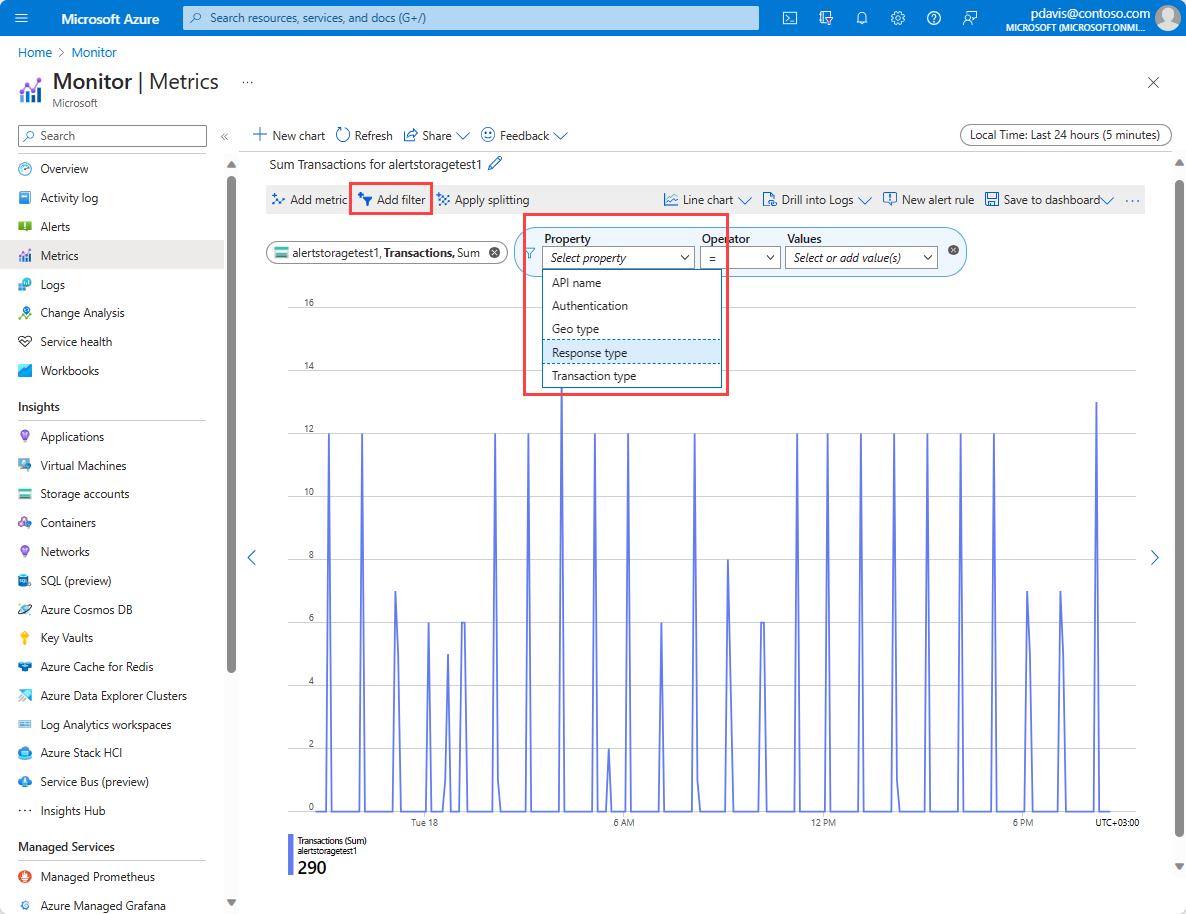 Microsoft Azure
Search resources, services, and docs (G+/)
pdavis@contoso.com
MICROSOFT (MICROSOFT.ONMI...
Home > Monitor
Monitor | Metrics ...
Microsoft
Search
«
New chart Refresh Share Feedback
Local Time: Last 24 hours (5 minutes)
Sum Transactions for alertstoragetest1
Add metric Add filter Apply splitting Line chart Drill into Logs New alert rule Save to dashboard ...
alertstoragetest1, Transactions, Sum
Property Operator Values
Select property = Select or add value(s)
API name
Authentication
Geo type
Response type
Transaction type
Overview
Activity log
Alerts
Metrics
Logs
Change Analysis
Service health
Workbooks
Insights
Applications
Virtual Machines
Storage accounts
Containers
Networks
SQL (preview)
Azure Cosmos DB
Key Vaults
Azure Cache for Redis
Azure Data Explorer Clusters
Log Analytics workspaces
Azure Stack HCI
Service Bus (preview)
Insights Hub
Managed Services
Managed Prometheus
Azure Managed Grafana
16
14
12
10
8
6
4
2
0
Tue 18 6 AM 12 PM 6 PM UTC+03:00
Transactions (Sum)
alertstoragetest1
290